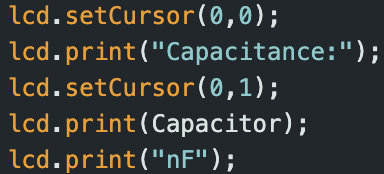 lcd.setCursor(0,0);
lcd.print("Capacitance:");
lcd.setCursor(0,1);
lcd.print(Capacitor);
lcd.print("nF");